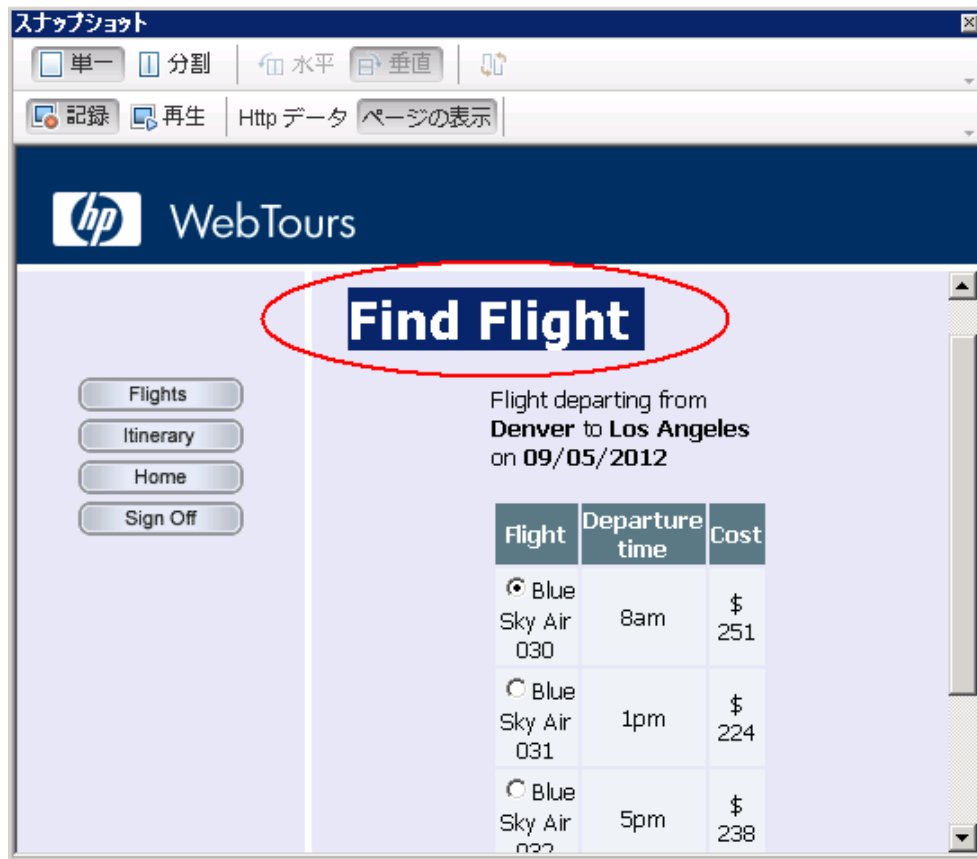 スナップショット
単一 分割 水平 垂直
記録 再生 Http データ ページの表示
hp WebTours
Find Flight
Flights
Itinerary
Home
Sign Off
Flight departing from
Denver to Los Angeles
on 09/05/2012
Flight Departure time Cost
Blue Sky Air 030 8am $ 251
Blue Sky Air 031 1pm $ 224
Blue Sky Air 032 5pm $ 238